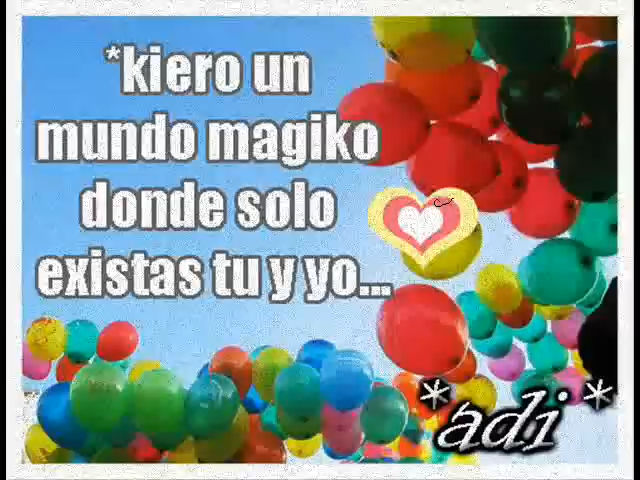 *kiero un
mundo magiko
donde solo
existas tu y yo...
*adi*